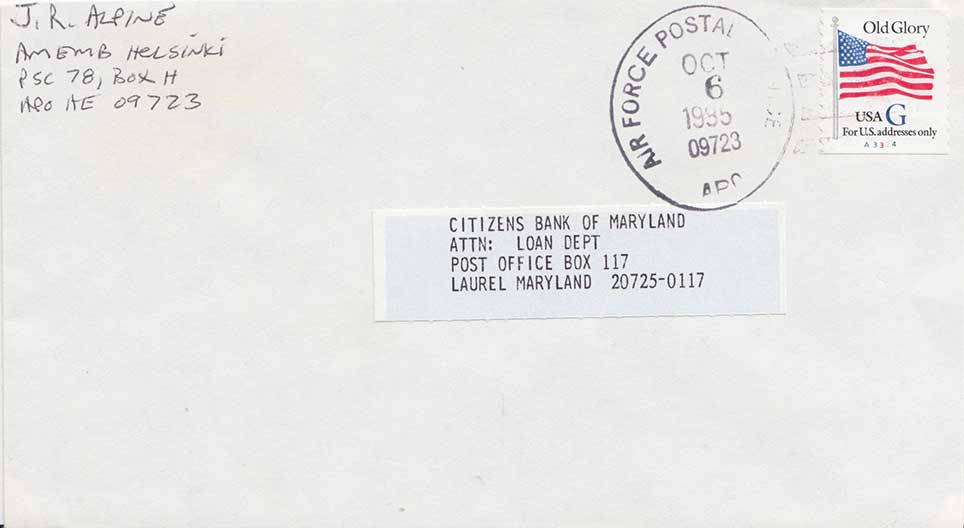 J. R. ALPINE
AMEMB HELSINKI
PSC 78, BOX H
APO AE 09723
AIR FORCE POSTAL
OCT
6
1995
09723
APO
Old Glory
USA G
For U.S. addresses only
CITIZENS BANK OF MARYLAND
ATTN: LOAN DEPT
POST OFFICE BOX 117
LAUREL MARYLAND 20725-0117